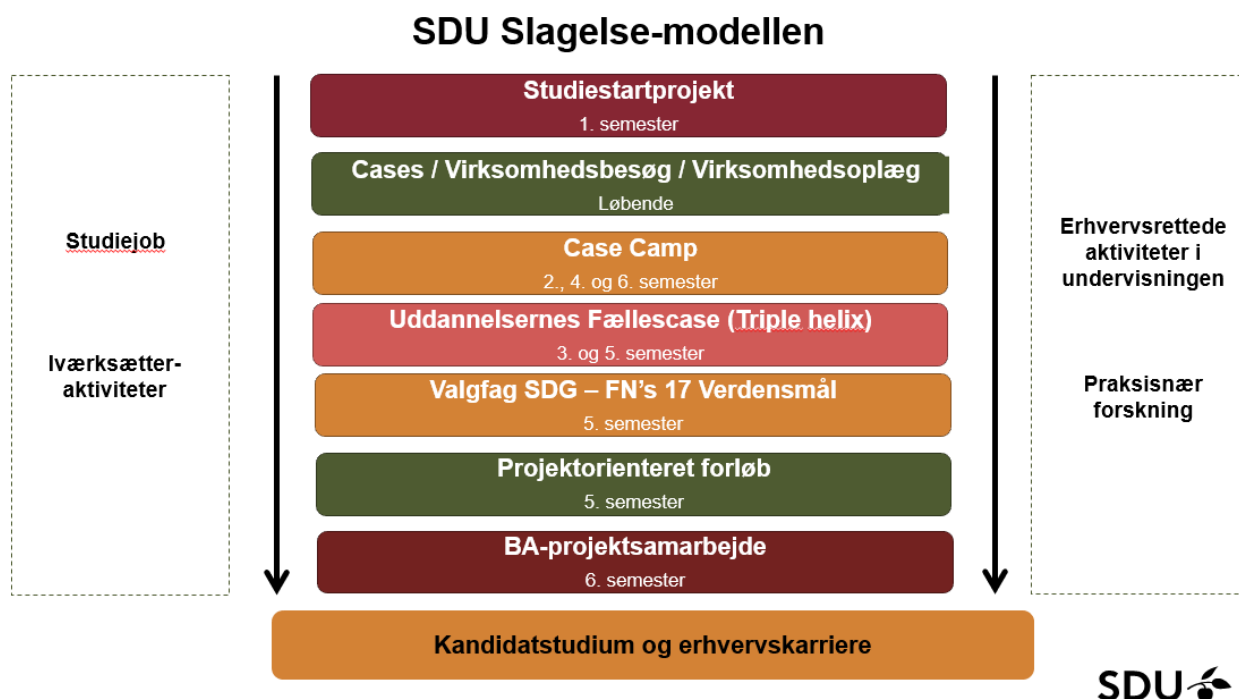 SDU Slagelse-modellen
Studiejob
Iværksætter-
aktiviteter
Studiestartprojekt
1. semester
Cases / Virksomhedsbesøg / Virksomhedsoplæg
Løbende
Case Camp
2., 4. og 6. semester
Uddannelsernes Fællescase (Triple helix)
3. og 5. semester
Valgfag SDG – FN's 17 Verdensmål
5. semester
Projektorienteret forløb
5. semester
BA-projektsamarbejde
6. semester
Erhvervsrettede
aktiviteter i
undervisningen
Praksisnær
forskning
Kandidatstudium og erhvervskarriere
SDU